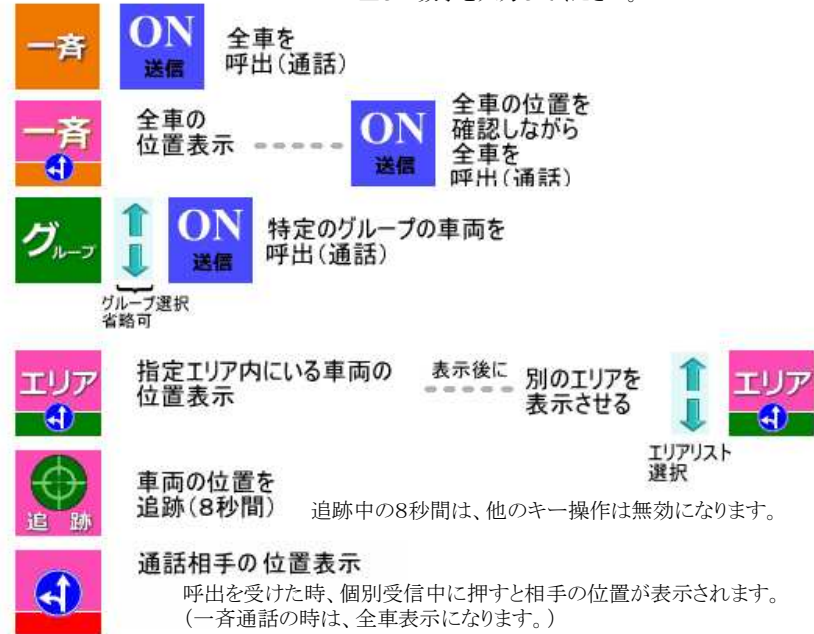 一斉
ON
送信
全車を
呼出(通話)
一斉
全車の
位置表示
ON
送信
全車の位置を
確認しながら
全車を
呼出(通話)
グループ
ON
送信
特定のグループの車両を
呼出(通話)
グループ選択
省略可
エリア
指定エリア内にいる車両の
位置表示
表示後に
別のエリアを
表示させる
エリア
エリアリスト
選択
追跡
車両の位置を
追跡(8秒間)
追跡中の8秒間は、他のキー操作は無効になります。
通話相手の位置表示
呼出を受けた時、個別受信中に押すと相手の位置が表示されます。
(一斉通話の時は、全車表示になります。)